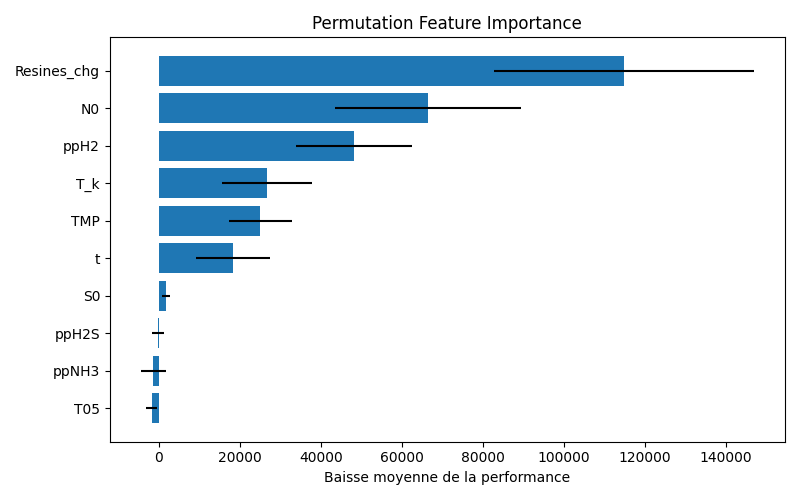 Permutation Feature Importance
Resines_chg
N0
ppH2
T_k
TMP
t
S0
ppH2S
ppNH3
T05
0 20000 40000 60000 80000 100000 120000 140000
Baisse moyenne de la performance